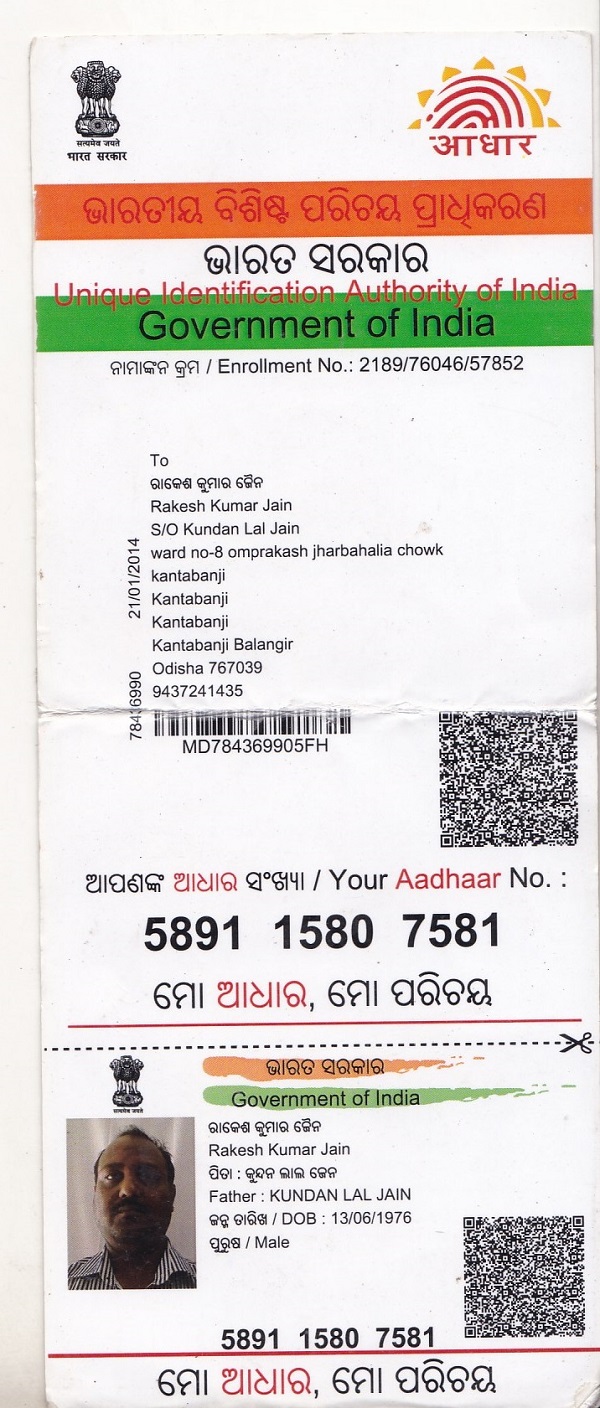 सत्यमेव जयते
भारत सरकार
आधार
ଭାରତୀୟ ବିଶିଷ୍ଟ ପରିଚୟ ପ୍ରାଧିକରଣ
ଭାରତ ସରକାର
Unique Identification Authority of India
Government of India
ନାମାଙ୍କନ କ୍ରମ / Enrollment No.: 2189/76046/57852
To
ରାକେଶ କୁମାର ଜୈନ
Rakesh Kumar Jain
S/O Kundan Lal Jain
ward no-8 omprakash jharbahalia chowk
kantabanji
Kantabanji
Kantabanji
Kantabanji Balangir
Odisha 767039
9437241435
21/01/2014
78436990
MD784369905FH
ଆପଣଙ୍କ ଆଧାର ସଂଖ୍ୟା / Your Aadhaar No. :
5891 1580 7581
ମୋ ଆଧାର, ମୋ ପରିଚୟ
सत्यमेव जयते
ଭାରତ ସରକାର
Government of India
ରାକେଶ କୁମାର ଜୈନ
Rakesh Kumar Jain
ପିତା : କୁନ୍ଦନ ଲାଲ ଜେନ
Father : KUNDAN LAL JAIN
ଜନ୍ମ ତାରିଖ / DOB : 13/06/1976
ପୁରୁଷ / Male
5891 1580 7581
ମୋ ଆଧାର, ମୋ ପରିଚୟ